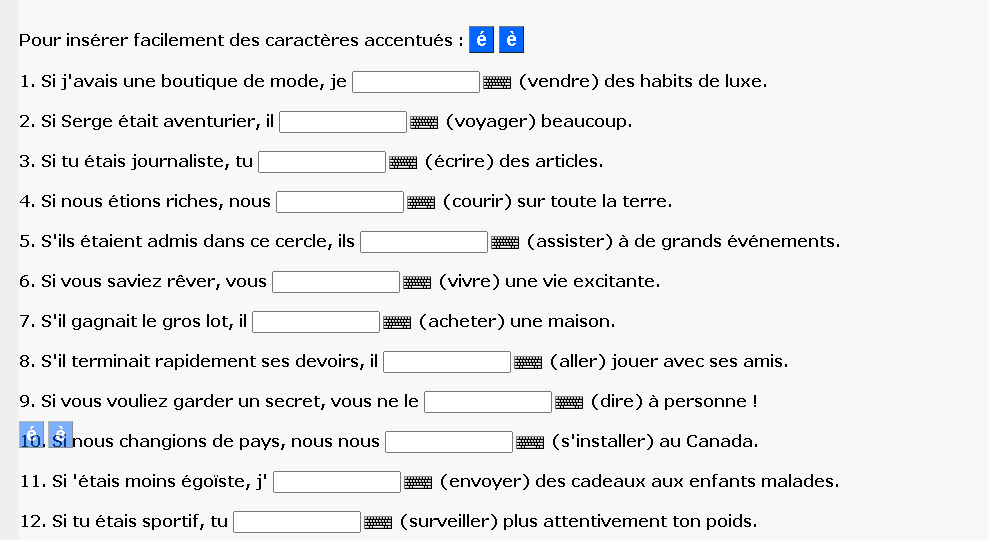 Pour insérer facilement des caractères accentués : é è
1. Si j'avais une boutique de mode, je (vendre) des habits de luxe.
2. Si Serge était aventurier, il (voyager) beaucoup.
3. Si tu étais journaliste, tu (écrire) des articles.
4. Si nous étions riches, nous (courir) sur toute la terre.
5. S'ils étaient admis dans ce cercle, ils (assister) à de grands événements.
6. Si vous saviez rêver, vous (vivre) une vie excitante.
7. S'il gagnait le gros lot, il (acheter) une maison.
8. S'il terminait rapidement ses devoirs, il (aller) jouer avec ses amis.
9. Si vous vouliez garder un secret, vous ne le (dire) à personne !
é è
10. Si nous changions de pays, nous nous (s'installer) au Canada.
11. Si 'étais moins égoïste, j' (envoyer) des cadeaux aux enfants malades.
12. Si tu étais sportif, tu (surveiller) plus attentivement ton poids.